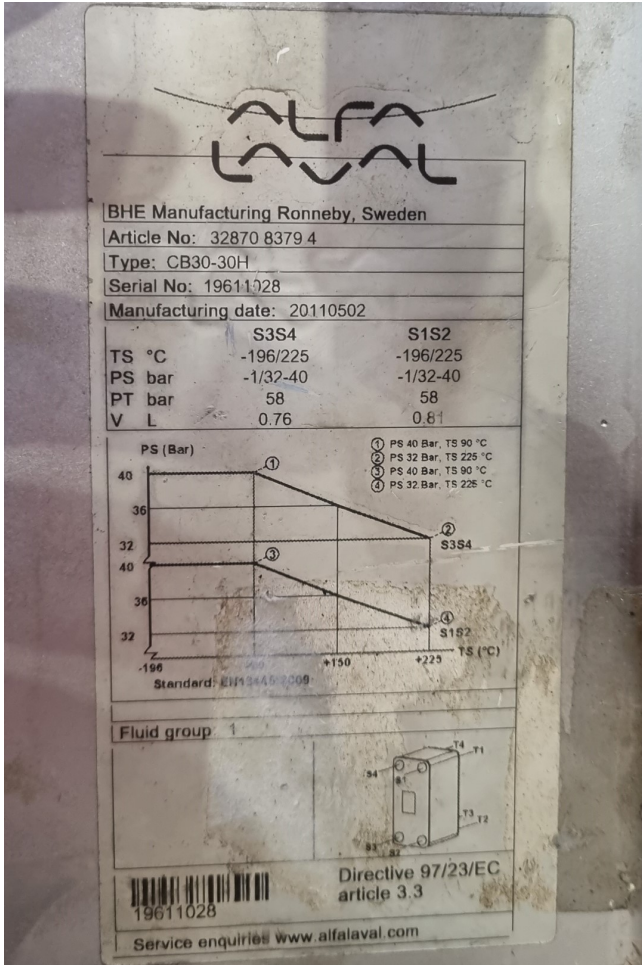 ALFA
LAVAL
BHE Manufacturing Ronneby, Sweden
Article No: 32870 8379 4
Type: CB30-30H
Serial No: 19611028
Manufacturing date: 20110502
S3S4 S1S2
TS °C -196/225 -196/225
PS bar -1/32-40 -1/32-40
PT bar 58 58
V L 0.76 0.81
PS (Bar)
① PS 40 Bar, TS 90 °C
② PS 32 Bar, TS 225 °C
③ PS 40 Bar, TS 90 °C
④ PS 32 Bar, TS 225 °C
40 ①
36
32 ② S3S4
40 ③
36
32 ④ S1S2
-196 +150 +225 TS (°C)
Standard: EN13445:2009
Fluid group 1
T4
T1
S4
S1
T3
T2
S3
S2
Directive 97/23/EC
article 3.3
19611028
Service enquiries www.alfalaval.com